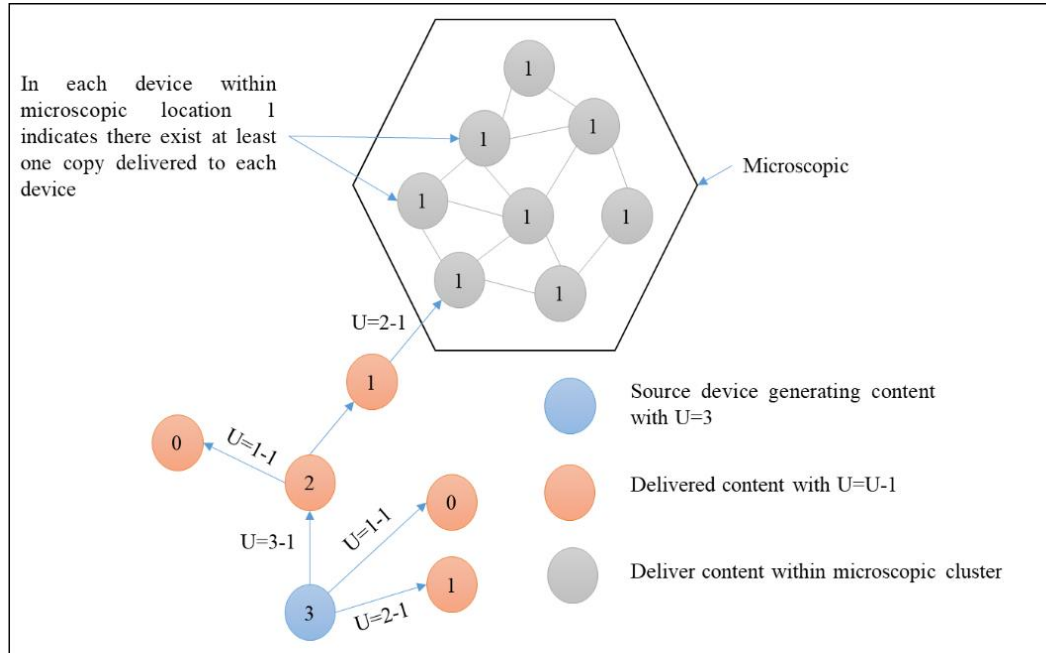 In each device within
microscopic location 1
indicates there exist at least
one copy delivered to each
device
1
1
1
Microscopic
1
1
1
1
1
U=2-1
1
Source device generating content
with U=3
0
U=1-1
2
Delivered content with U=U-1
0
U=3-1
U=1-1
1
Deliver content within microscopic cluster
3
U=2-1